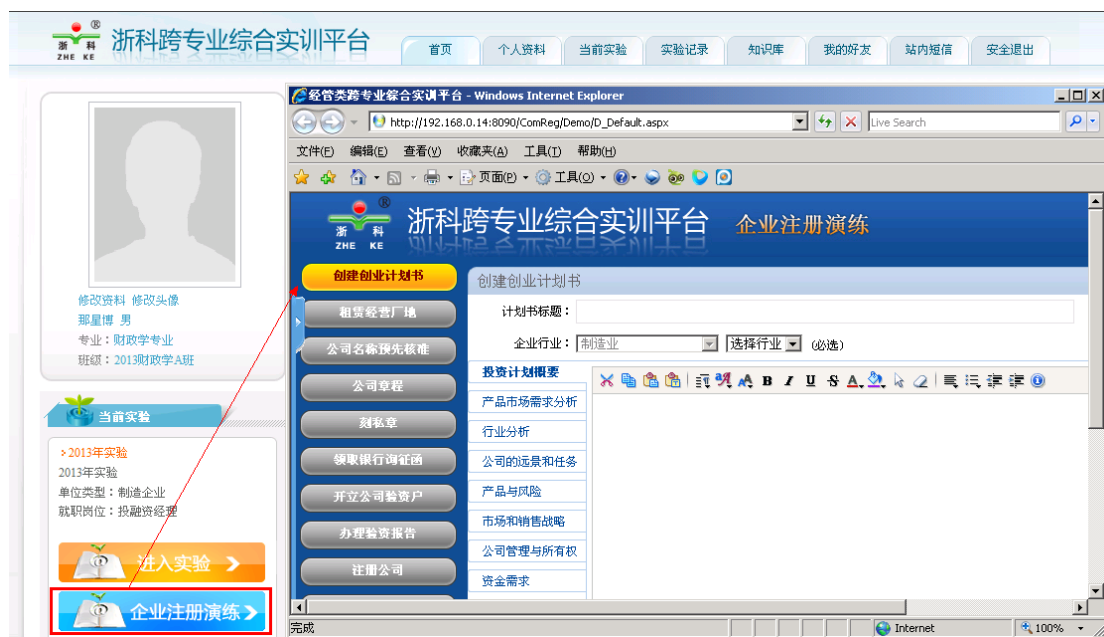 浙科
ZHE KE
®
浙科跨专业综合实训平台
首页 个人资料 当前实验 实验记录 知识库 我的好友 站内短信 安全退出
经管类跨专业综合实训平台 - Windows Internet Explorer
http://192.168.0.14:8090/ComReg/Demo/D_Default.aspx
Live Search
文件(F) 编辑(E) 查看(V) 收藏夹(A) 工具(T) 帮助(H)
页面(P) 工具(O)
浙科
ZHE KE
®
浙科跨专业综合实训平台 企业注册演练
创建创业计划书
租赁经营厂地
公司名称预先核准
公司章程
刻私章
领取银行询征函
开立公司验资户
办理验资报告
注册公司
创建创业计划书
计划书标题：
企业行业： 制造业 选择行业 (必选)
投资计划概要
产品市场需求分析
行业分析
公司的远景和任务
产品与风险
市场和销售战略
公司管理与所有权
资金需求
B I U S A
完成 Internet 100%
修改资料 修改头像
那星博 男
专业：财政学专业
班级：2013财政学A班
当前实验
>2013年实验
2013年实验
单位类型：制造企业
就职岗位：投融资经理
进入实验
企业注册演练